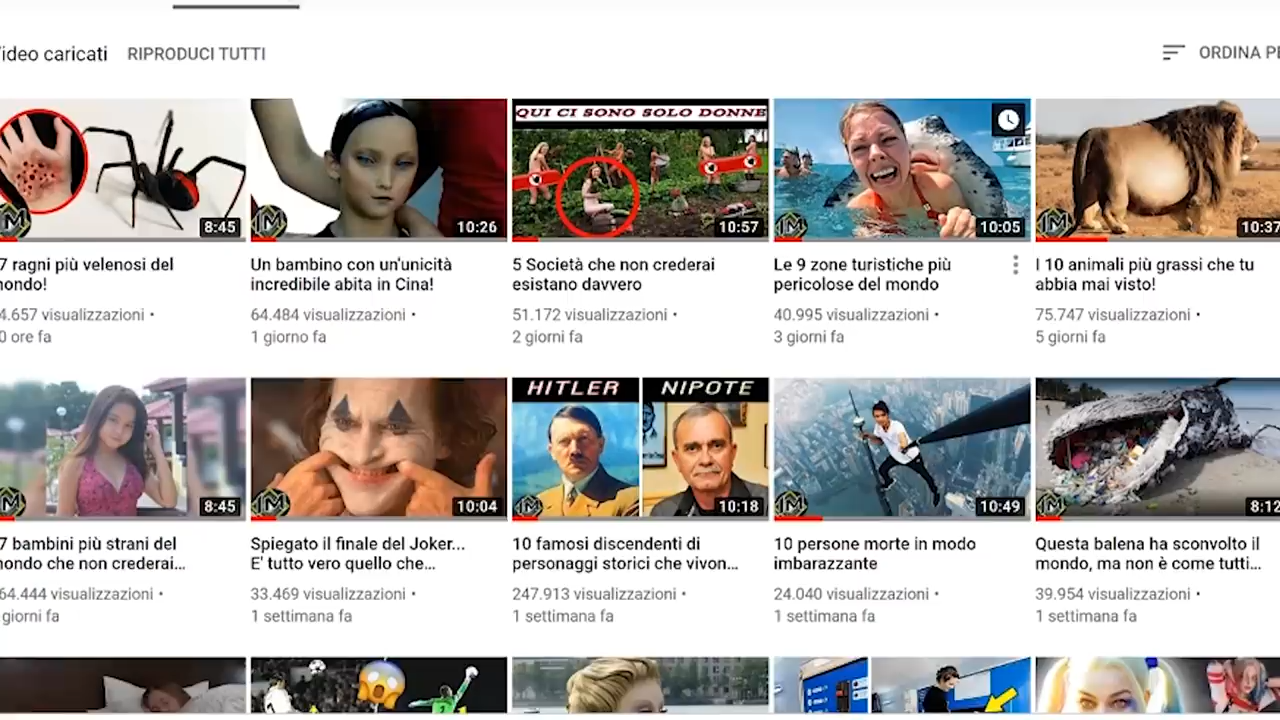 ideo caricati RIPRODUCI TUTTI ORDINA PE
QUI CI SONO SOLO DONNE
8:45 10:26 10:57 10:05 10:37
7 ragni più velenosi del
ondo!
4.657 visualizzazioni •
0 ore fa
Un bambino con un'unicità
incredibile abita in Cina!
64.484 visualizzazioni •
1 giorno fa
5 Società che non crederai
esistano davvero
51.172 visualizzazioni •
2 giorni fa
Le 9 zone turistiche più
pericolose del mondo
40.995 visualizzazioni •
3 giorni fa
I 10 animali più grassi che tu
abbia mai visto!
75.747 visualizzazioni •
5 giorni fa
HITLER NIPOTE
8:45 10:04 10:18 10:49 8:12
7 bambini più strani del
ondo che non crederai...
64.444 visualizzazioni •
giorni fa
Spiegato il finale del Joker...
E' tutto vero quello che...
33.469 visualizzazioni •
1 settimana fa
10 famosi discendenti di
personaggi storici che vivon...
247.913 visualizzazioni •
1 settimana fa
10 persone morte in modo
imbarazzante
24.040 visualizzazioni •
1 settimana fa
Questa balena ha sconvolto il
mondo, ma non è come tutti...
39.954 visualizzazioni •
1 settimana fa